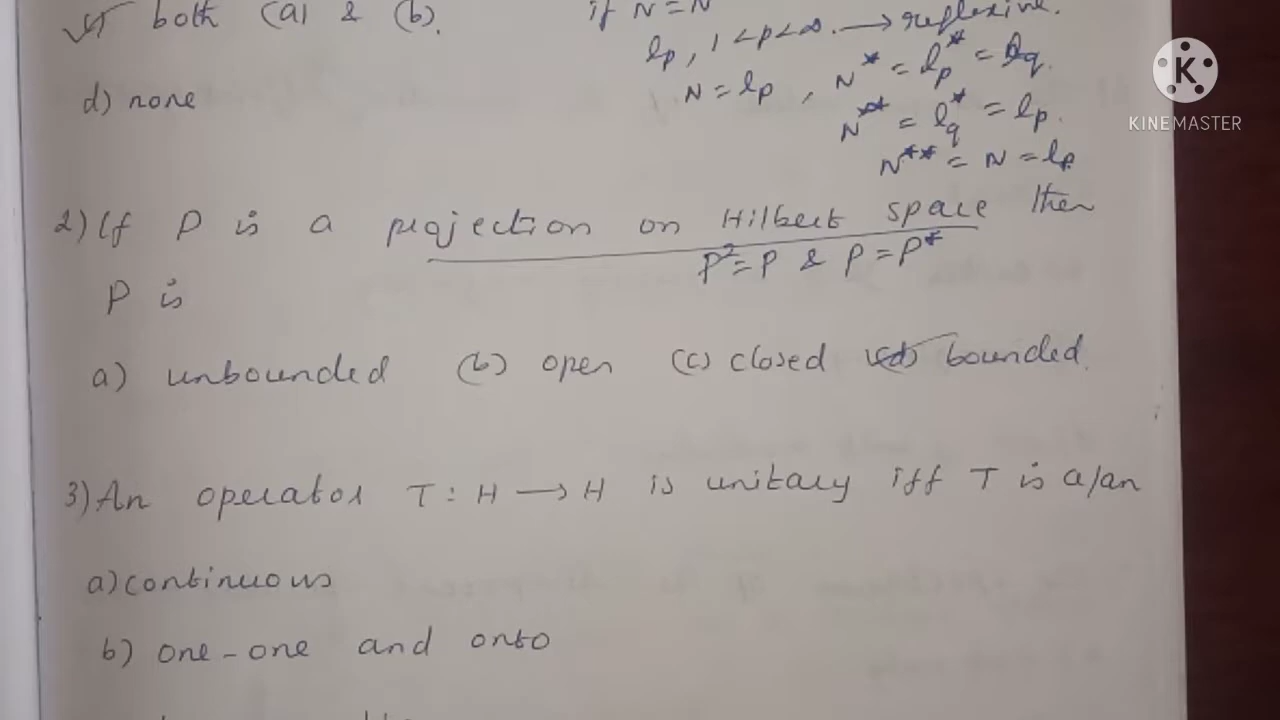 both (a) & (b).
if N = N
lp, 1 < p < ∞. → reflexive.
d) none
N = lp, N* = lp* = lq.
N** = lq* = lp.
N** = N = lp.
KINEMASTER
2) If P is a projection on Hilbert space then
P² = P & P = P*
P is
a) unbounded (b) open (c) closed (d) bounded.
3) An operator T : H → H is unitary iff T is a/an
a) continuous
b) one-one and onto